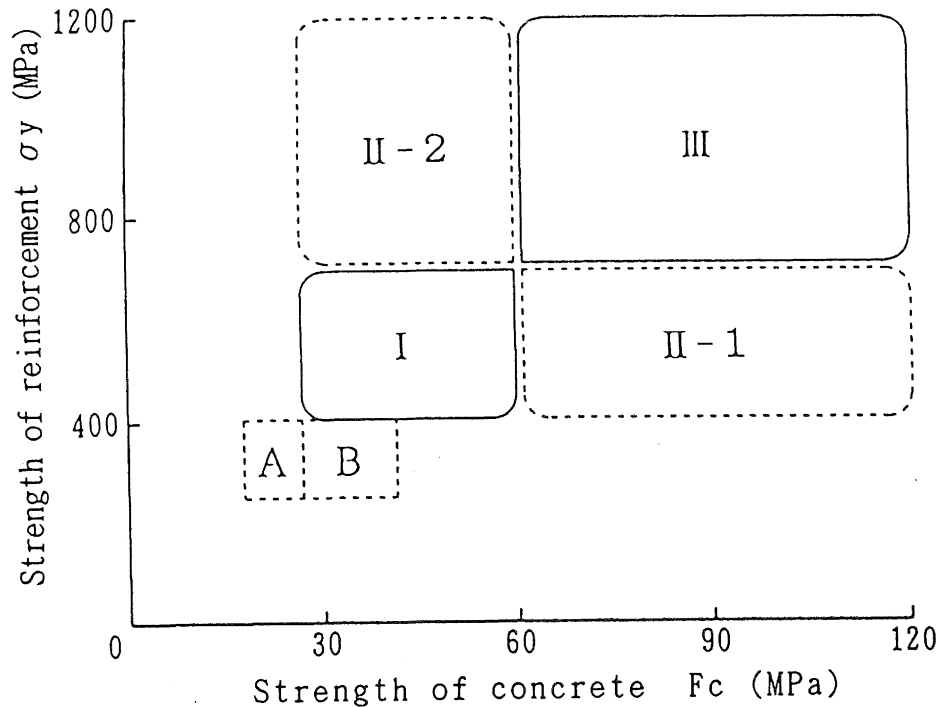 Strength of reinforcement σy (MPa)
1200
800
400
II-2
III
I
II-1
A
B
0
30
60
90
120
Strength of concrete Fc (MPa)